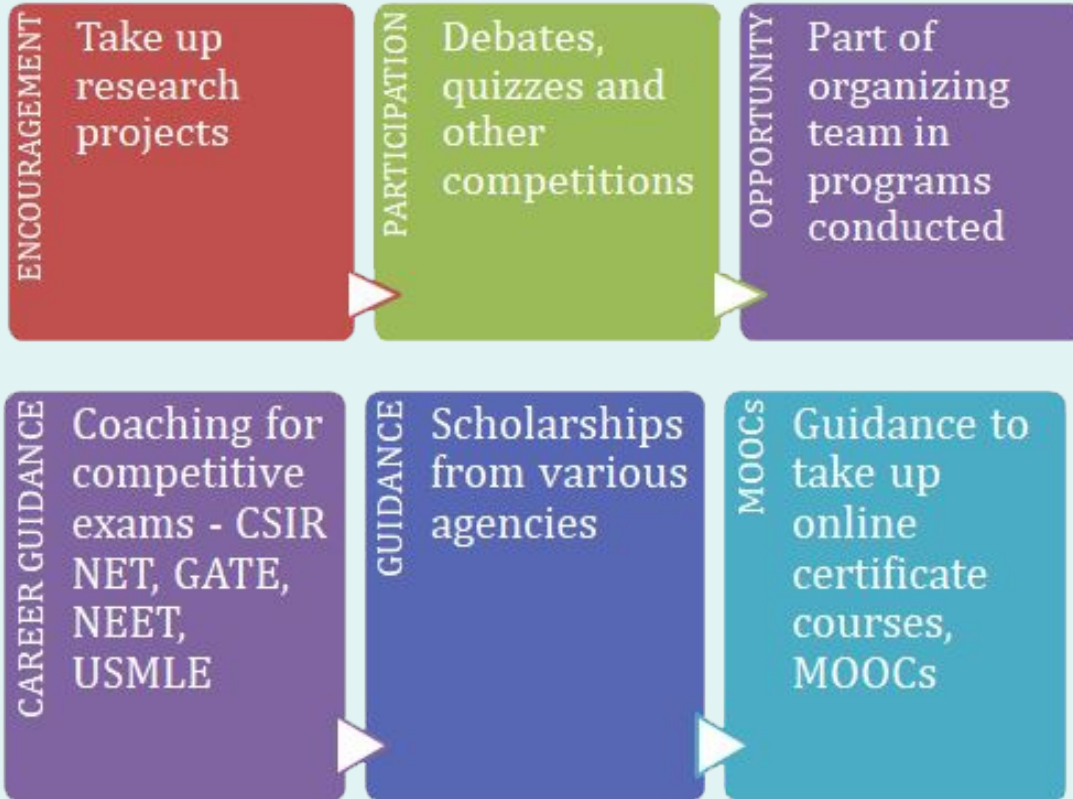 ENCOURAGEMENT
Take up
research
projects
PARTICIPATION
Debates,
quizzes and
other
competitions
OPPORTUNITY
Part of
organizing
team in
programs
conducted
CAREER GUIDANCE
Coaching for
competitive
exams - CSIR
NET, GATE,
NEET,
USMLE
GUIDANCE
Scholarships
from various
agencies
MOOCs
Guidance to
take up
online
certificate
courses,
MOOCs